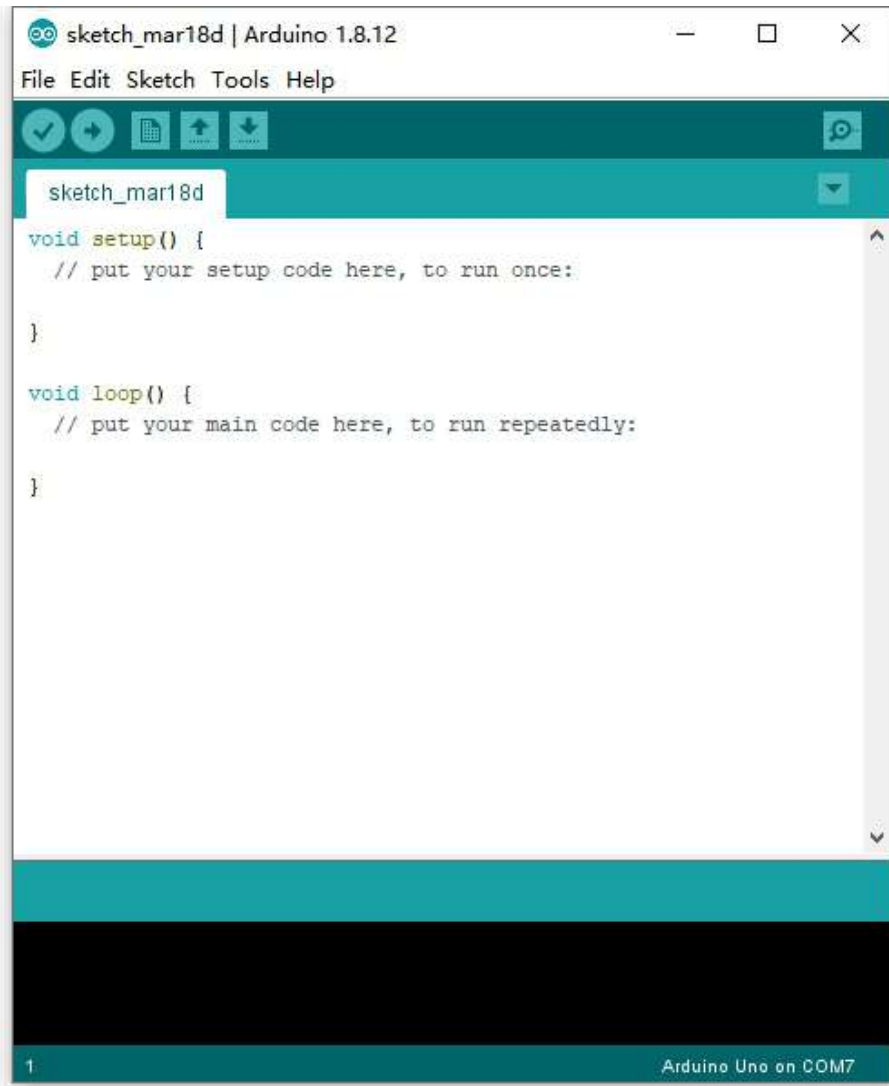 sketch_mar18d | Arduino 1.8.12
File Edit Sketch Tools Help
sketch_mar18d
void setup() {
  // put your setup code here, to run once:
}
void loop() {
  // put your main code here, to run repeatedly:
}
1
Arduino Uno on COM7